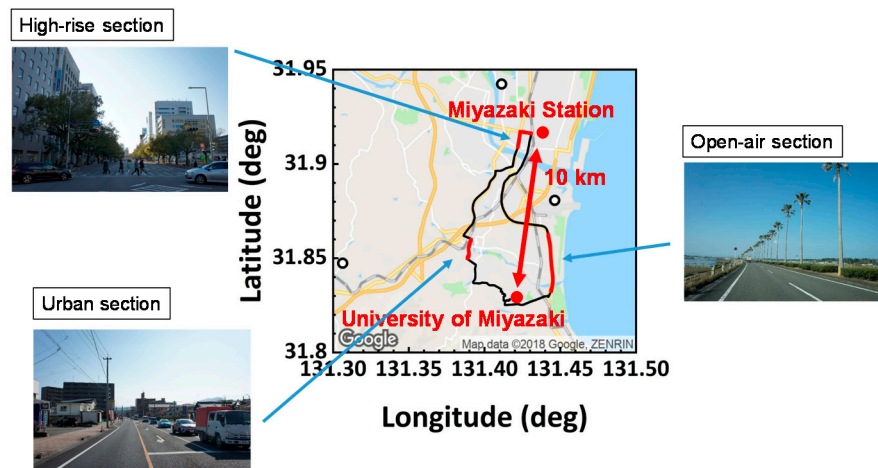 High-rise section
31.95
Miyazaki Station
Open-air section
31.9
10 km
Latitude (deg)
31.85
Urban section
University of Miyazaki
Google
Map data ©2018 Google, ZENRIN
31.8
131.30 131.35 131.40 131.45 131.50
Longitude (deg)